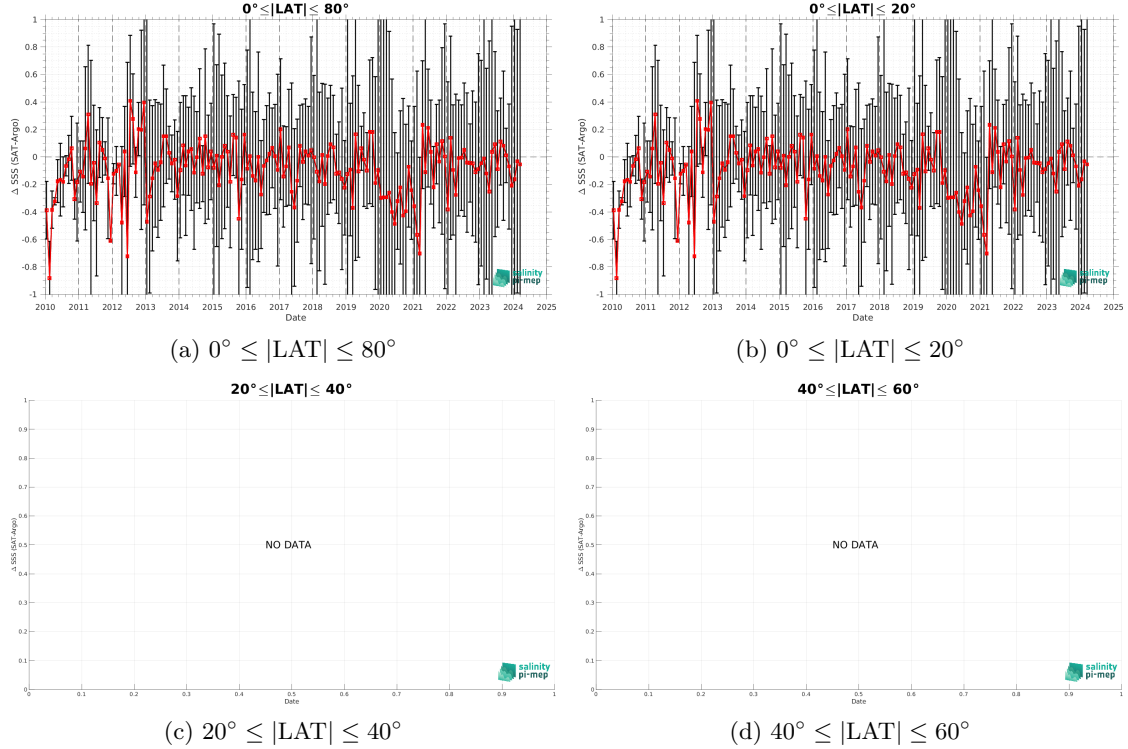 0°≤|LAT|≤ 80°
1
0.8
0.6
0.4
0.2
0
-0.2
-0.4
-0.6
-0.8
-1
Δ SSS (SAT-Argo)
salinity
pi-mep
2010 2011 2012 2013 2014 2015 2016 2017 2018 2019 2020 2021 2022 2023 2024 2025
Date
(a) 0° ≤ |LAT| ≤ 80°
0°≤|LAT|≤ 20°
1
0.8
0.6
0.4
0.2
0
-0.2
-0.4
-0.6
-0.8
-1
Δ SSS (SAT-Argo)
salinity
pi-mep
2010 2011 2012 2013 2014 2015 2016 2017 2018 2019 2020 2021 2022 2023 2024 2025
Date
(b) 0° ≤ |LAT| ≤ 20°
20°≤|LAT|≤ 40°
1
0.9
0.8
0.7
0.6
0.5
0.4
0.3
0.2
0.1
0
Δ SSS (SAT-Argo)
NO DATA
salinity
pi-mep
0 0.1 0.2 0.3 0.4 0.5 0.6 0.7 0.8 0.9 1
Date
(c) 20° ≤ |LAT| ≤ 40°
40°≤|LAT|≤ 60°
1
0.9
0.8
0.7
0.6
0.5
0.4
0.3
0.2
0.1
0
Δ SSS (SAT-Argo)
NO DATA
salinity
pi-mep
0 0.1 0.2 0.3 0.4 0.5 0.6 0.7 0.8 0.9 1
Date
(d) 40° ≤ |LAT| ≤ 60°